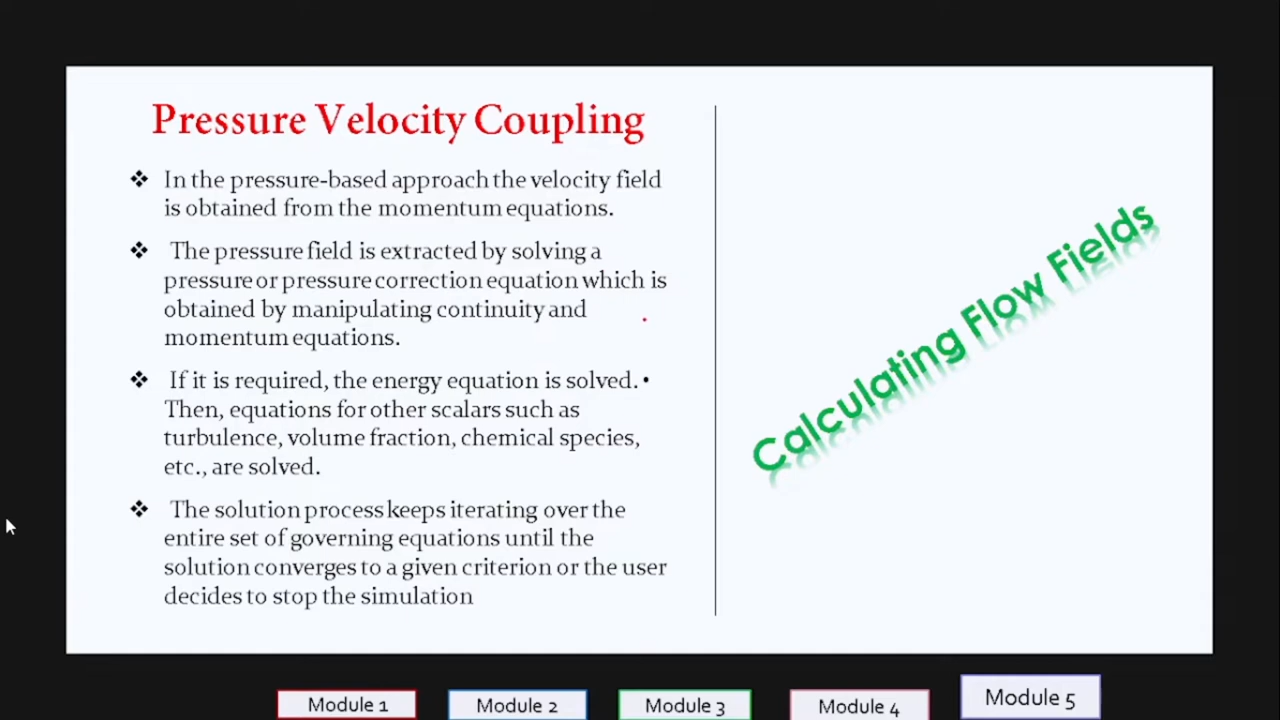 Pressure Velocity Coupling
❖ In the pressure-based approach the velocity field
is obtained from the momentum equations.
❖ The pressure field is extracted by solving a
pressure or pressure correction equation which is
obtained by manipulating continuity and
momentum equations.
❖ If it is required, the energy equation is solved. •
Then, equations for other scalars such as
turbulence, volume fraction, chemical species,
etc., are solved.
❖ The solution process keeps iterating over the
entire set of governing equations until the
solution converges to a given criterion or the user
decides to stop the simulation
Calculating Flow Fields
Module 1
Module 2
Module 3
Module 4
Module 5